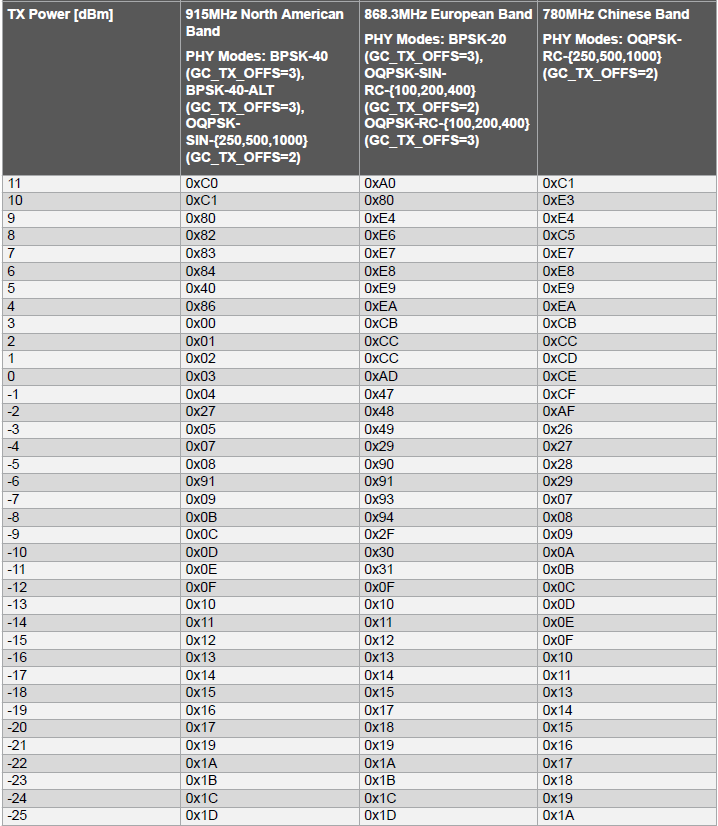 TX Power [dBm] 915MHz North American 868.3MHz European Band 780MHz Chinese Band
Band
PHY Modes: BPSK-20 PHY Modes: OQPSK-
PHY Modes: BPSK-40 (GC_TX_OFFS=3), RC-{250,500,1000}
(GC_TX_OFFS=3), OQPSK-SIN- (GC_TX_OFFS=2)
BPSK-40-ALT RC-{100,200,400}
(GC_TX_OFFS=3), (GC_TX_OFFS=2)
OQPSK- OQPSK-RC-{100,200,400}
SIN-{250,500,1000} (GC_TX_OFFS=3)
(GC_TX_OFFS=2)
11 0xC0 0xA0 0xC1
10 0xC1 0x80 0xE3
9 0x80 0xE4 0xE4
8 0x82 0xE6 0xC5
7 0x83 0xE7 0xE7
6 0x84 0xE8 0xE8
5 0x40 0xE9 0xE9
4 0x86 0xEA 0xEA
3 0x00 0xCB 0xCB
2 0x01 0xCC 0xCC
1 0x02 0xCC 0xCD
0 0x03 0xAD 0xCE
-1 0x04 0x47 0xCF
-2 0x27 0x48 0xAF
-3 0x05 0x49 0x26
-4 0x07 0x29 0x27
-5 0x08 0x90 0x28
-6 0x91 0x91 0x29
-7 0x09 0x93 0x07
-8 0x0B 0x94 0x08
-9 0x0C 0x2F 0x09
-10 0x0D 0x30 0x0A
-11 0x0E 0x31 0x0B
-12 0x0F 0x0F 0x0C
-13 0x10 0x10 0x0D
-14 0x11 0x11 0x0E
-15 0x12 0x12 0x0F
-16 0x13 0x13 0x10
-17 0x14 0x14 0x11
-18 0x15 0x15 0x13
-19 0x16 0x17 0x14
-20 0x17 0x18 0x15
-21 0x19 0x19 0x16
-22 0x1A 0x1A 0x17
-23 0x1B 0x1B 0x18
-24 0x1C 0x1C 0x19
-25 0x1D 0x1D 0x1A